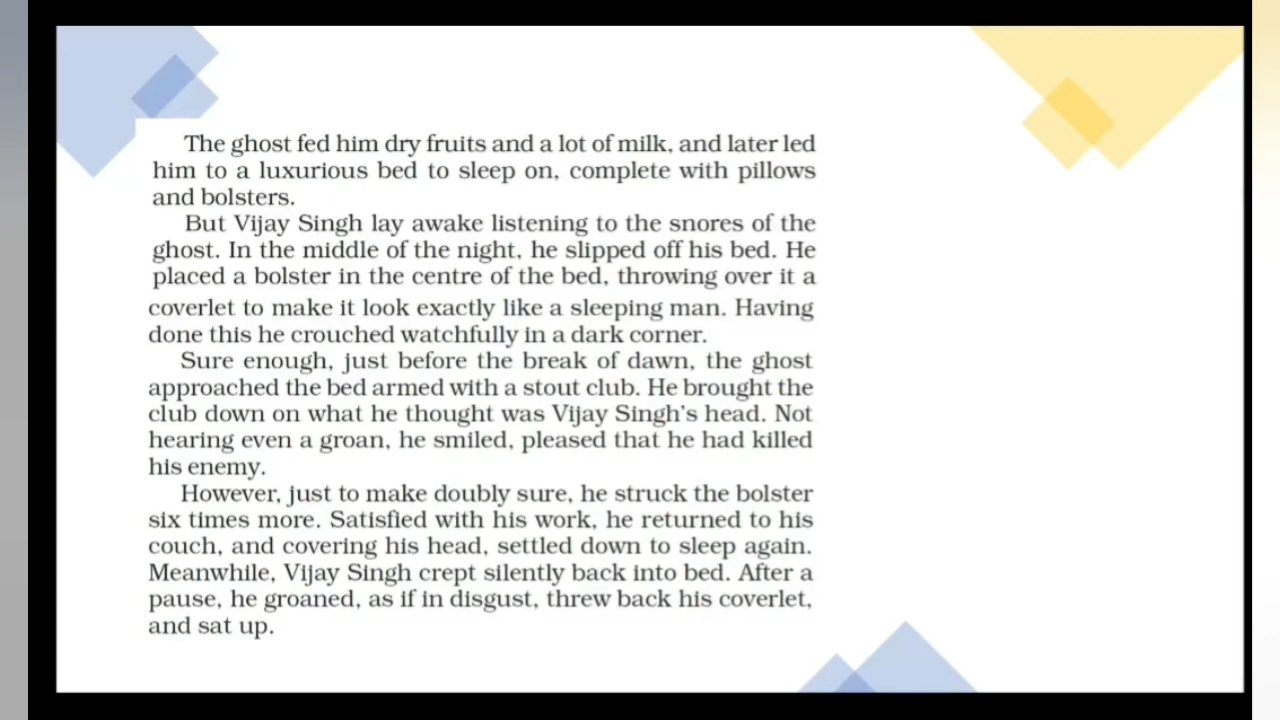 The ghost fed him dry fruits and a lot of milk, and later led
him to a luxurious bed to sleep on, complete with pillows
and bolsters.
But Vijay Singh lay awake listening to the snores of the
ghost. In the middle of the night, he slipped off his bed. He
placed a bolster in the centre of the bed, throwing over it a
coverlet to make it look exactly like a sleeping man. Having
done this he crouched watchfully in a dark corner.
Sure enough, just before the break of dawn, the ghost
approached the bed armed with a stout club. He brought the
club down on what he thought was Vijay Singh's head. Not
hearing even a groan, he smiled, pleased that he had killed
his enemy.
However, just to make doubly sure, he struck the bolster
six times more. Satisfied with his work, he returned to his
couch, and covering his head, settled down to sleep again.
Meanwhile, Vijay Singh crept silently back into bed. After a
pause, he groaned, as if in disgust, threw back his coverlet,
and sat up.